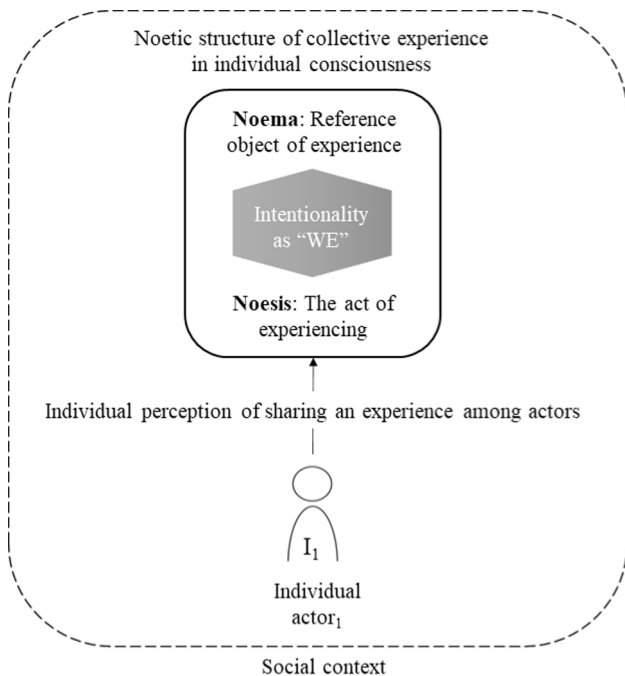 Noetic structure of collective experience
in individual consciousness
Noema: Reference
object of experience
Intentionality
as “WE”
Noesis: The act of
experiencing
Individual perception of sharing an experience among actors
I₁
Individual
actor₁
Social context